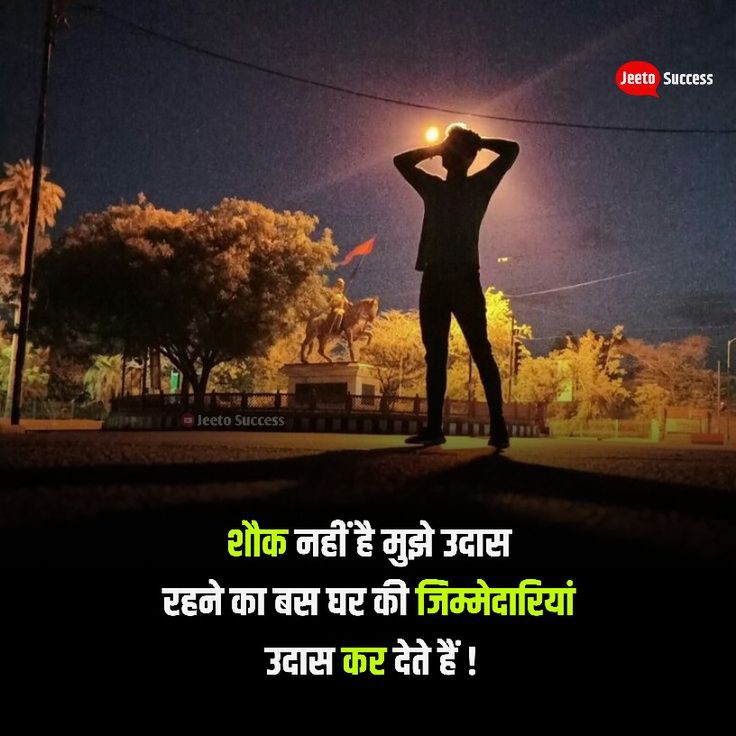 Jeeto Success
Jeeto Success
शौक नहीं है मुझे उदास
रहने का बस घर की जिम्मेदारियां
उदास कर देते हैं !